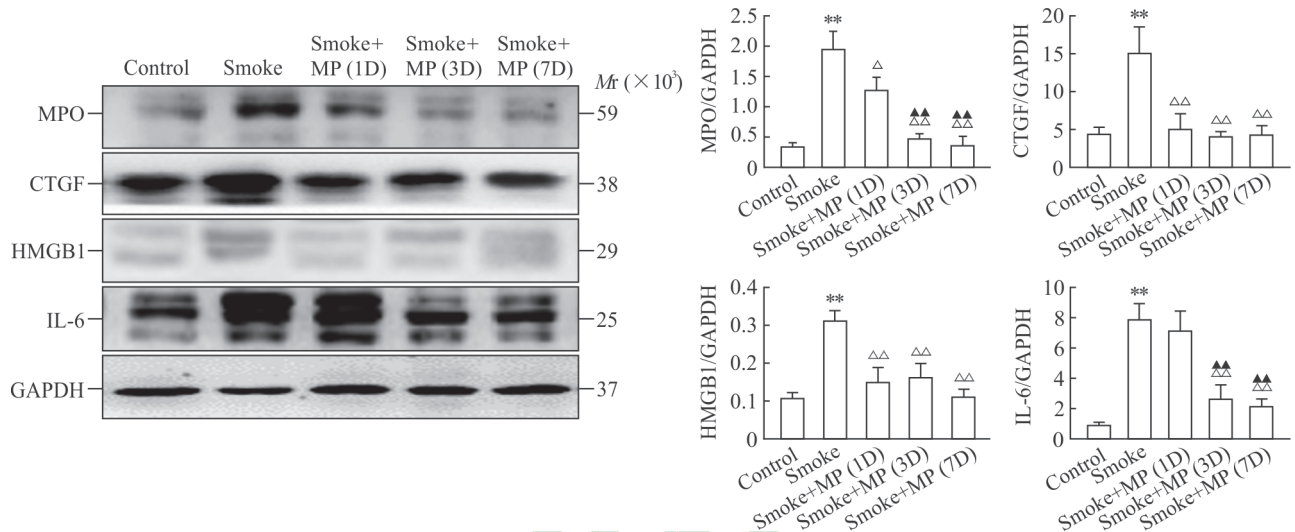 Control
Smoke
Smoke+
MP (1D)
Smoke+
MP (3D)
Smoke+
MP (7D)
Mr (×10³)
MPO
59
CTGF
38
HMGB1
29
IL-6
25
GAPDH
37
MPO/GAPDH
2.5
2.0
1.5
1.0
0.5
0
**
△
▲▲
△△
▲▲
△△
Control
Smoke
Smoke+MP (1D)
Smoke+MP (3D)
Smoke+MP (7D)
CTGF/GAPDH
20
15
10
5
0
**
△△
△△
△△
Control
Smoke
Smoke+MP (1D)
Smoke+MP (3D)
Smoke+MP (7D)
HMGB1/GAPDH
0.4
0.3
0.2
0.1
0
**
△△
△△
△△
Control
Smoke
Smoke+MP (1D)
Smoke+MP (3D)
Smoke+MP (7D)
IL-6/GAPDH
10
8
6
4
2
0
**
▲▲
△△
▲▲
△△
Control
Smoke
Smoke+MP (1D)
Smoke+MP (3D)
Smoke+MP (7D)